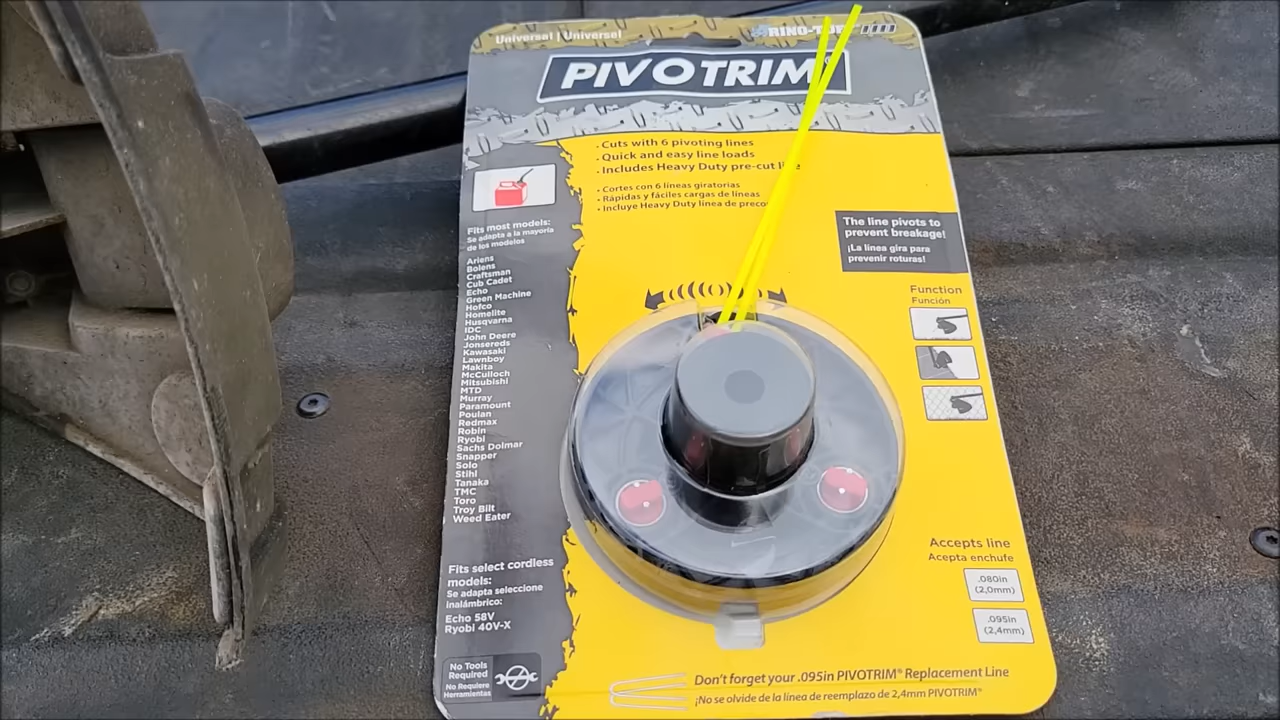 Universal | Universel
RINO-TUF
PIVOTRIM®
• Cuts with 6 pivoting lines
• Quick and easy line loads
• Includes Heavy Duty pre-cut line
• Cortes con 6 líneas giratorias
• Rápidas y fáciles cargas de líneas
• Incluye Heavy Duty línea de
The line pivots to
prevent breakage!
¡La línea gira para
prevenir roturas!
Fits most models:
Se adapta a la mayoría
de los modelos
Ariens
Bolens
Craftsman
Cub Cadet
Echo
Green Machine
Hofco
Homelite
Husqvarna
IDC
John Deere
Jonsereds
Kawasaki
Lawnboy
Makita
McCulloch
Mitsubishi
MTD
Murray
Paramount
Poulan
Redmax
Robin
Ryobi
Sachs Dolmar
Snapper
Solo
Stihl
Tanaka
TMC
Toro
Troy Bilt
Weed Eater
Function
Función
Fits select cordless
models:
Se adapta seleccione
inalámbrico:
Echo 58V
Ryobi 40V-X
Accepts line
Acepta enchufe
.080in
(2,0mm)
.095in
(2,4mm)
No Tools
Required
No Requiere
Herramientas
Don't forget your .095in PIVOTRIM® Replacement Line
¡No se olvide de la línea de reemplazo de 2,4mm PIVOTRIM®